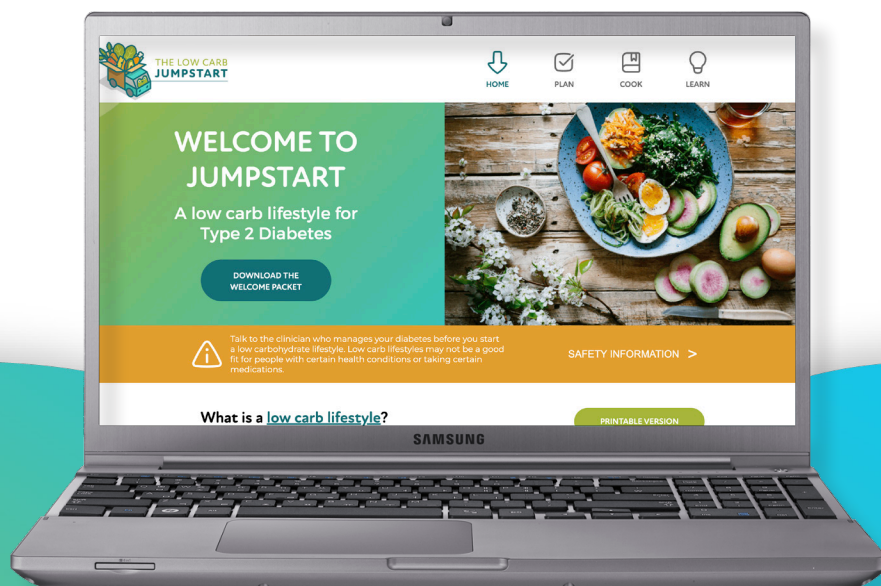 THE LOW CARB
JUMPSTART
HOME
PLAN
COOK
LEARN
WELCOME TO
JUMPSTART
A low carb lifestyle for
Type 2 Diabetes
DOWNLOAD THE
WELCOME PACKET
Talk to the clinician who manages your diabetes before you start
a low carbohydrate lifestyle. Low carb lifestyles may not be a good
fit for people with certain health conditions or taking certain
medications.
SAFETY INFORMATION >
What is a low carb lifestyle?
PRINTABLE VERSION
SAMSUNG